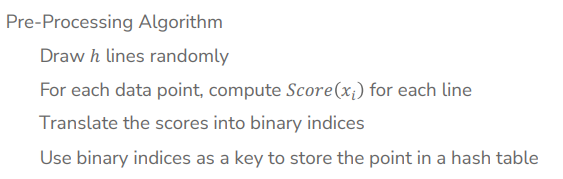 Pre-Processing Algorithm
Draw h lines randomly
For each data point, compute Score(xᵢ) for each line
Translate the scores into binary indices
Use binary indices as a key to store the point in a hash table